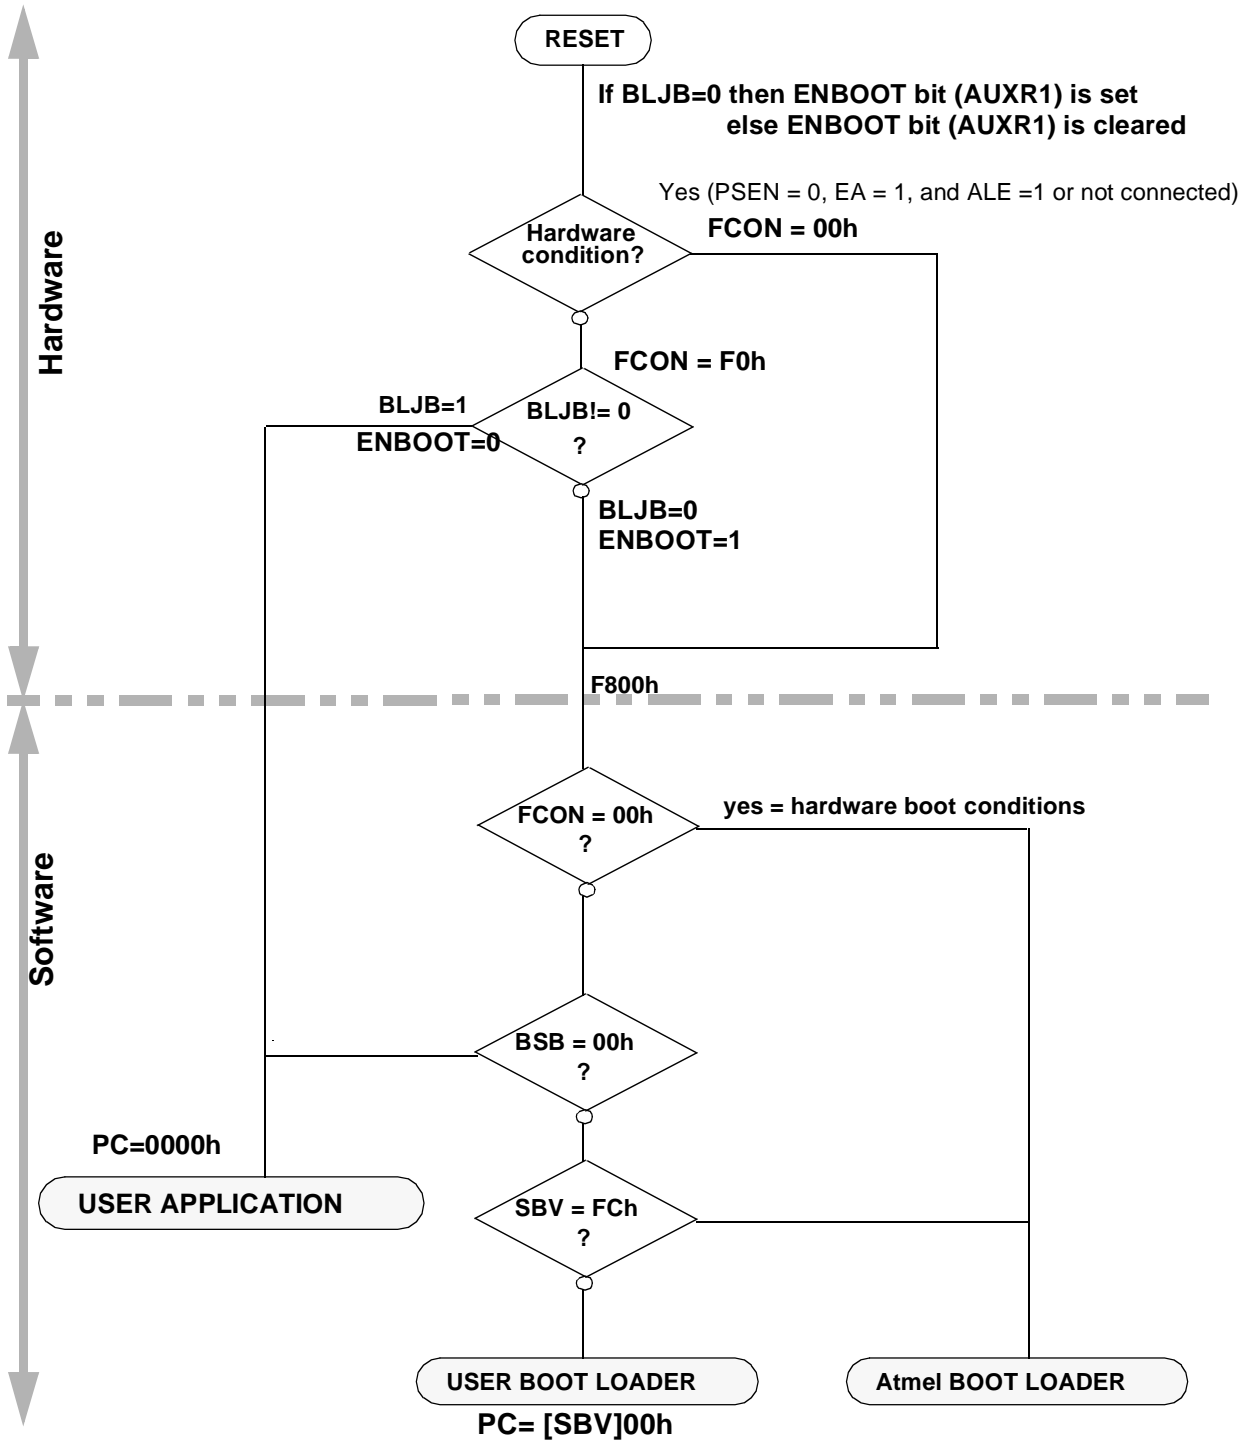 RESET
If BLJB=0 then ENBOOT bit (AUXR1) is set
else ENBOOT bit (AUXR1) is cleared
Yes (PSEN = 0, EA = 1, and ALE =1 or not connected)
FCON = 00h
Hardware
condition?
Hardware
FCON = F0h
BLJB=1
ENBOOT=0
BLJB!= 0
?
BLJB=0
ENBOOT=1
F800h
FCON = 00h
?
yes = hardware boot conditions
Software
BSB = 00h
?
PC=0000h
USER APPLICATION
SBV = FCh
?
USER BOOT LOADER
PC= [SBV]00h
Atmel BOOT LOADER